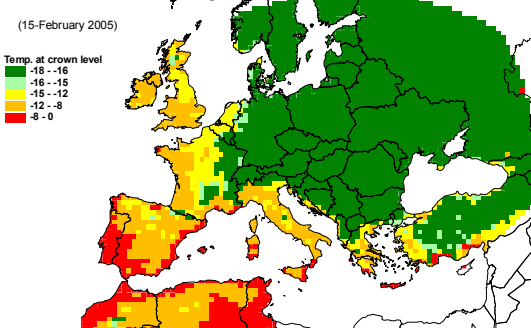 (15-February 2005)
Temp. at crown level
-18 - -16
-16 - -15
-15 - -12
-12 - -8
-8 - 0